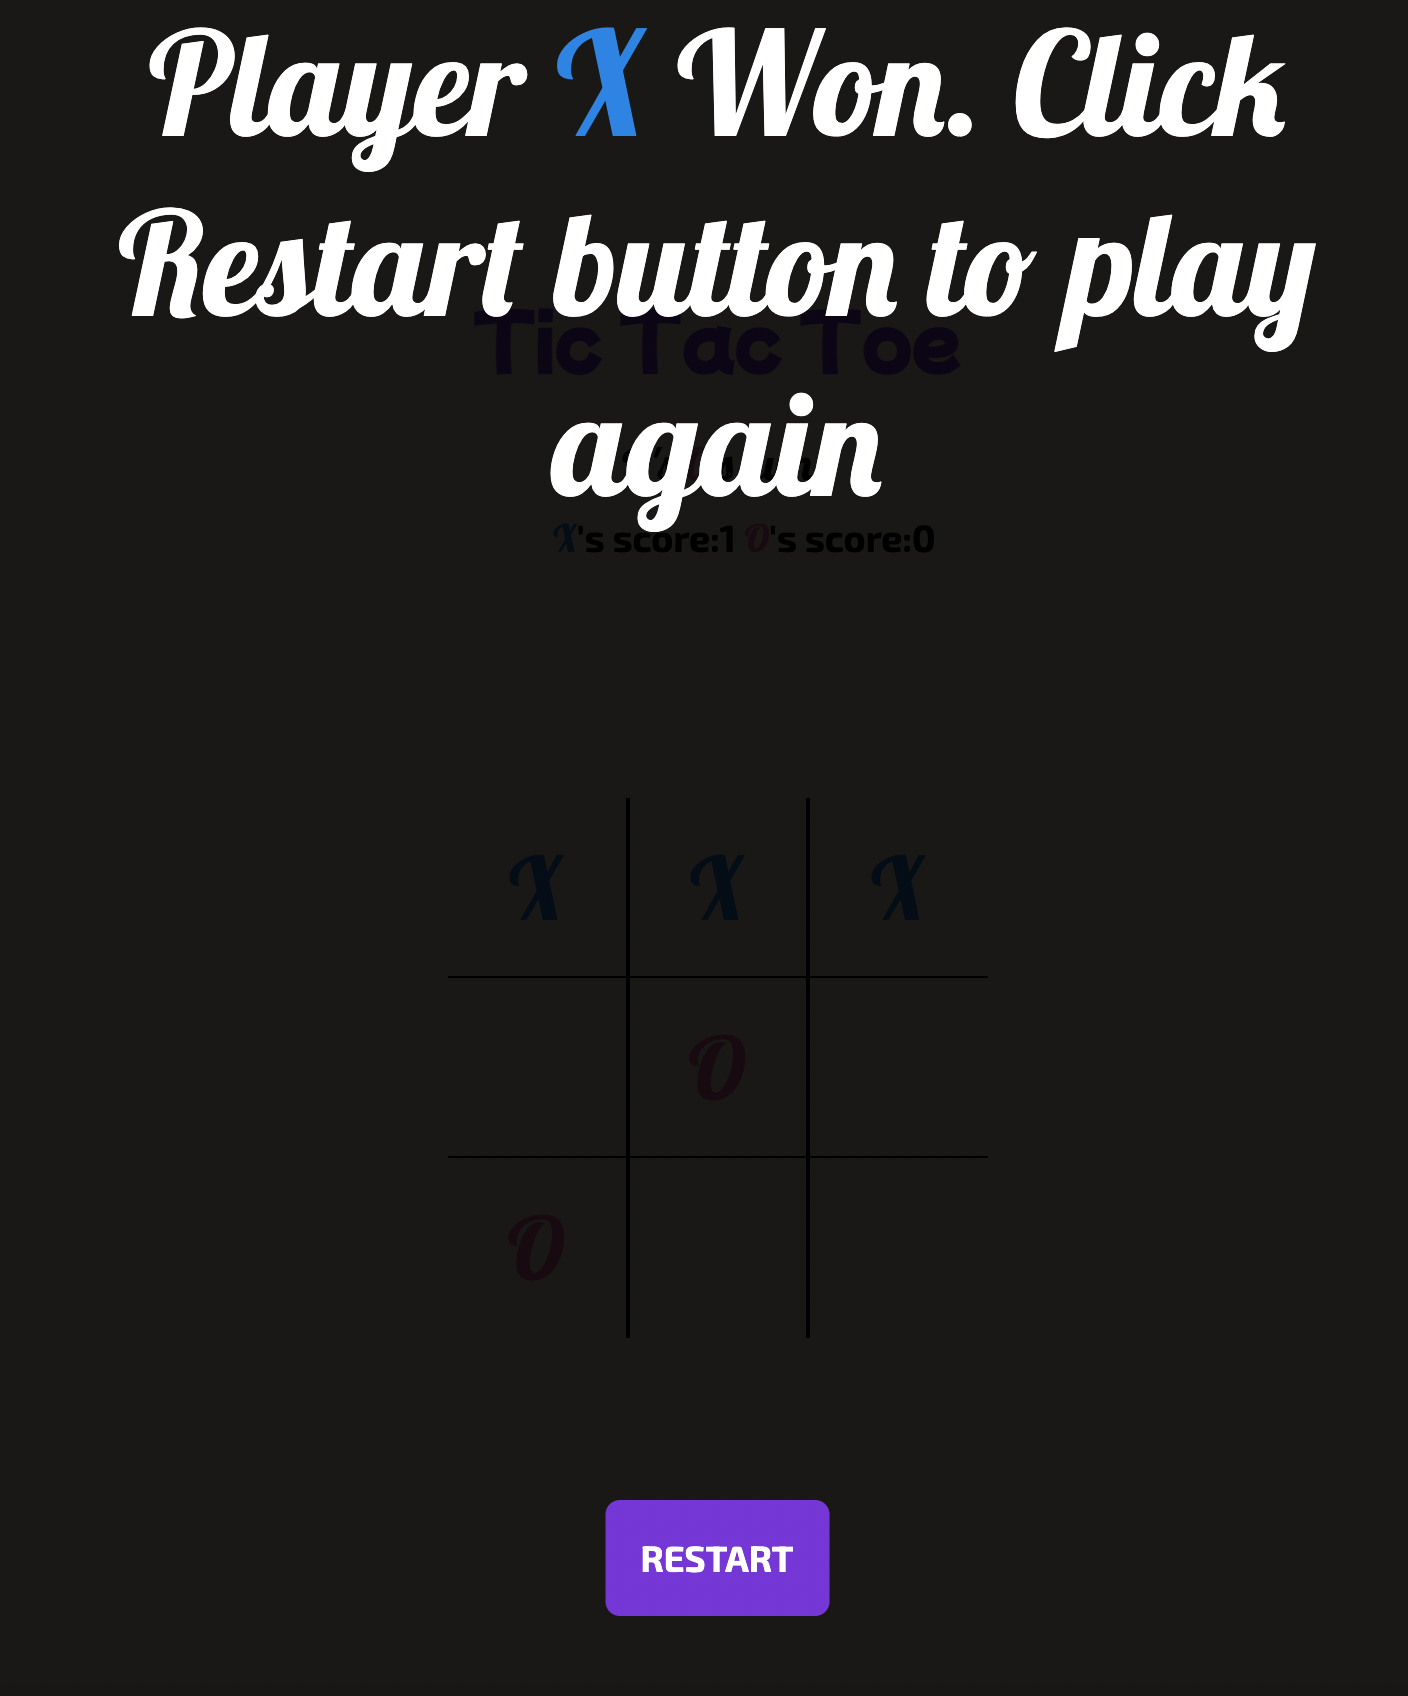 Player X Won. Click
Restart button to play
Tic Tac Toe
again
X's score:1 O's score:0
X X X
O
O
RESTART